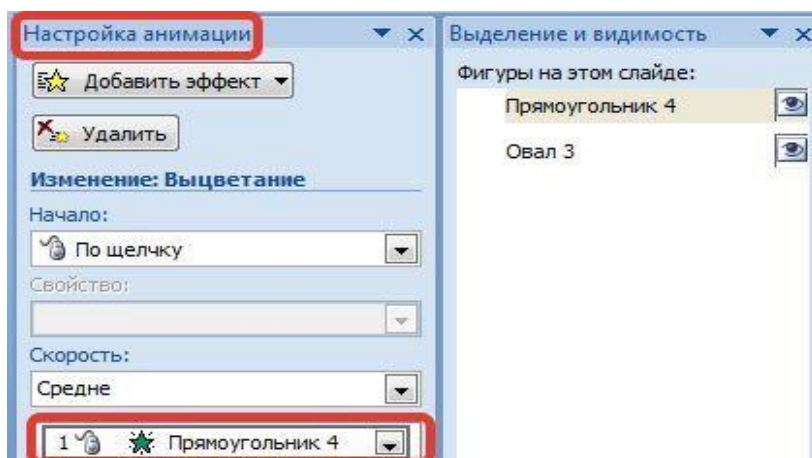 Настройка анимации
Добавить эффект
Удалить
Изменение: Выцветание
Начало:
По щелчку
Свойство:
Скорость:
Средне
1 Прямоугольник 4
Выделение и видимость
Фигуры на этом слайде:
Прямоугольник 4
Овал 3